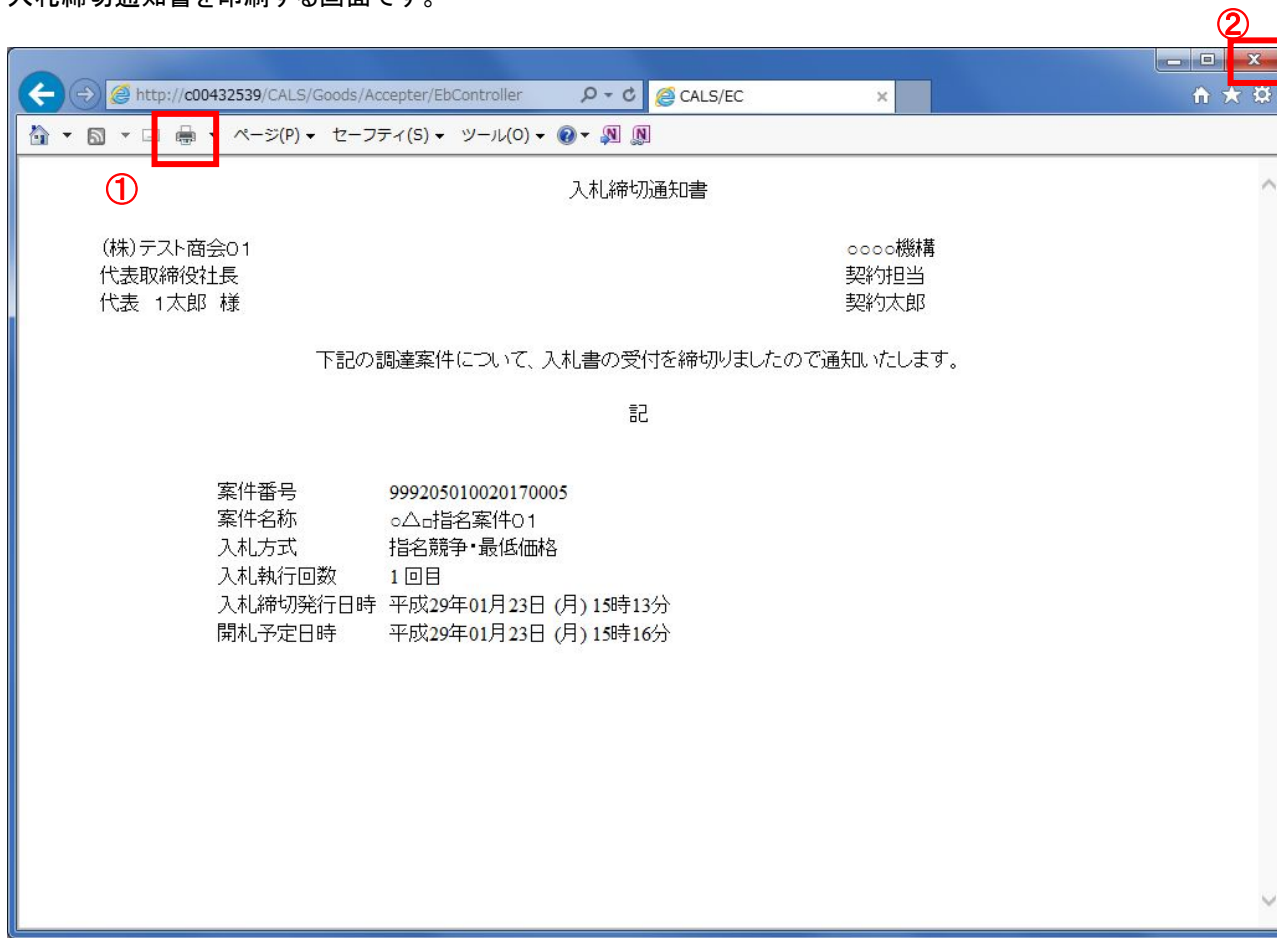 入札締切通知書を印刷する画面です。
②
http://c00432539/CALS/Goods/Accepter/EbController
CALS/EC
ページ(P) セーフティ(S) ツール(O)
①
入札締切通知書
(株)テスト商会01
○○○○機構
代表取締役社長
契約担当
代表 1太郎 様
契約太郎
下記の調達案件について、入札書の受付を締切りましたので通知いたします。
記
案件番号 999205010020170005
案件名称 ○△□指名案件01
入札方式 指名競争・最低価格
入札執行回数 1回目
入札締切発行日時 平成29年01月23日 (月) 15時13分
開札予定日時 平成29年01月23日 (月) 15時16分